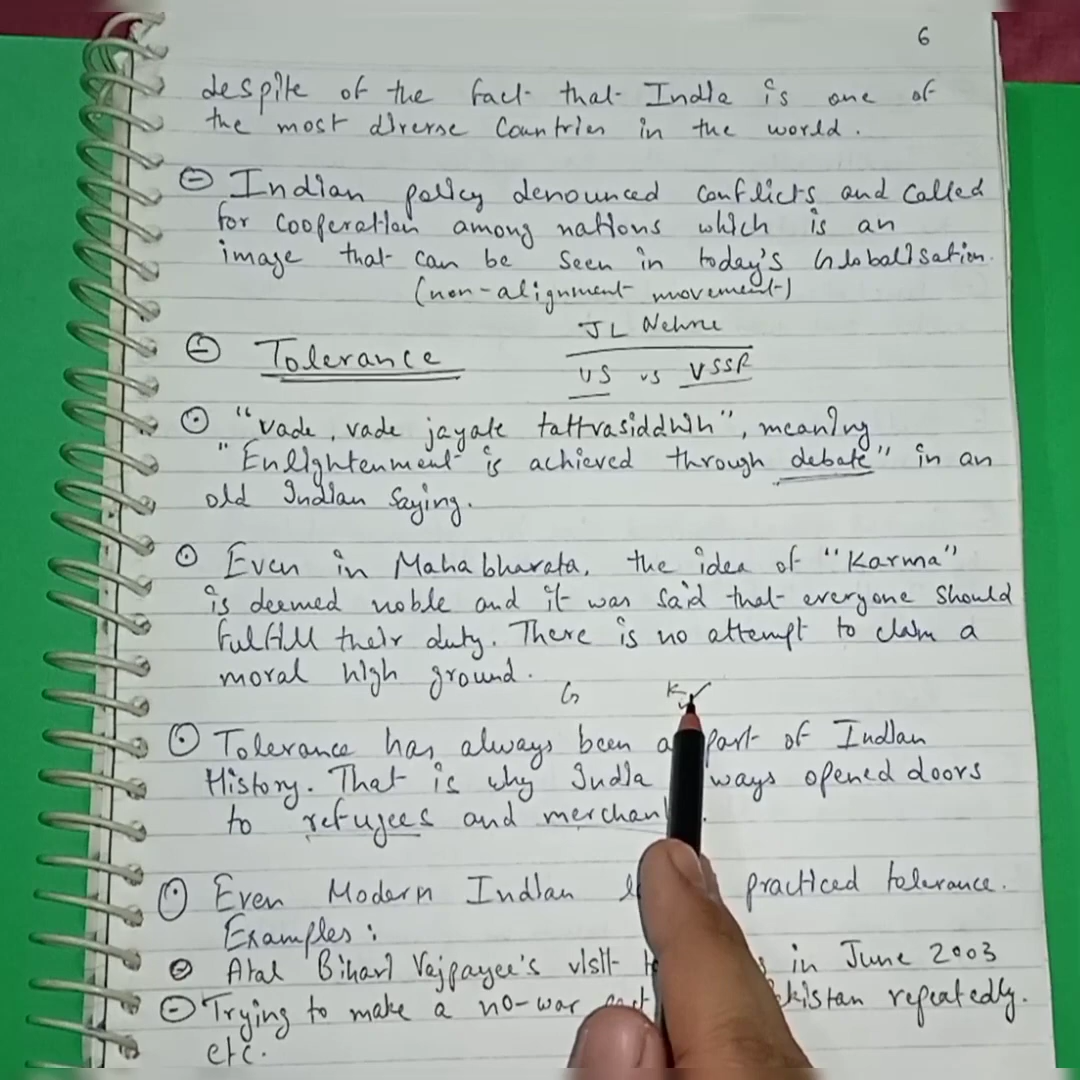 6
despite of the fact that India is one of
the most diverse Countries in the world.
Indian policy denounced conflicts and called
for cooperation among nations which is an
image that can be seen in today's Globalisation.
(non-alignment movement)
JL Nehru
Tolerance
US vs USSR
"vade, vade jayate tattvasiddhih", meaning
"Enlightenment is achieved through debate" in an
old Indian Saying.
Even in Mahabharata, the idea of "Karma"
is deemed noble and it was said that everyone should
fulfill their duty. There is no attempt to claim a
moral high ground.
G K
Tolerance has always been a part of Indian
History. That is why India ways opened doors
to refugees and merchan
Even Modern Indian practiced tolerance.
Examples:
Atal Bihari Vajpayee's visit in June 2003
Trying to make a no-war kistan repeatedly.
etc.